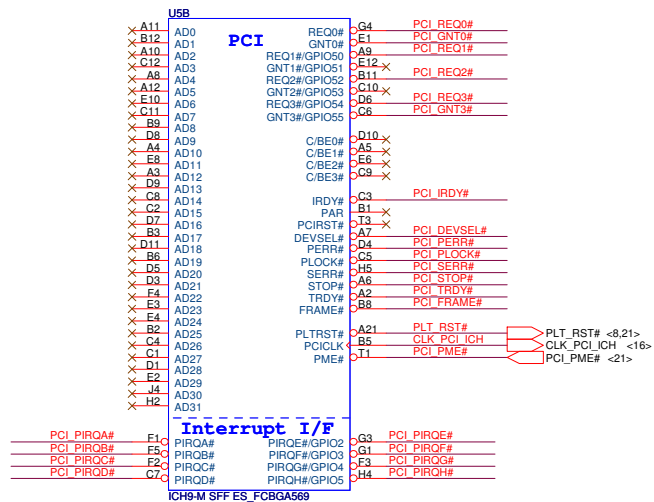 U5B
PCI
A11 AD0 REQ0# G4 PCI_REQ0#
B12 AD1 GNT0# E1 PCI_GNT0#
A10 AD2 REQ1#/GPIO50 A9 PCI_REQ1#
C12 AD3 GNT1#/GPIO51 E12
A8 AD4 REQ2#/GPIO52 B11 PCI_REQ2#
A12 AD5 GNT2#/GPIO53 C10
E10 AD6 REQ3#/GPIO54 D6 PCI_REQ3#
C11 AD7 GNT3#/GPIO55 C6 PCI_GNT3#
B9 AD8
D8 AD9 C/BE0# D10
A4 AD10 C/BE1# A5
E8 AD11 C/BE2# E6
A3 AD12 C/BE3# C9
D9 AD13
C8 AD14 IRDY# C3 PCI_IRDY#
C2 AD15 PAR B1
D7 AD16 PCIRST# T3
B3 AD17 DEVSEL# A7 PCI_DEVSEL#
D11 AD18 PERR# D4 PCI_PERR#
B6 AD19 PLOCK# C5 PCI_PLOCK#
D5 AD20 SERR# H5 PCI_SERR#
D3 AD21 STOP# A6 PCI_STOP#
F4 AD22 TRDY# A2 PCI_TRDY#
E3 AD23 FRAME# B8 PCI_FRAME#
E4 AD24
B2 AD25 PLTRST# A21 PLT_RST# PLT_RST# <8,21>
C4 AD26 PCICLK B5 CLK_PCI_ICH CLK_PCI_ICH <16>
C1 AD27 PME# T1 PCI_PME# PCI_PME# <21>
D1 AD28
E2 AD29
J4 AD30
H2 AD31
Interrupt I/F
PCI_PIRQA# F1 PIRQA# PIRQE#/GPIO2 G3 PCI_PIRQE#
PCI_PIRQB# F5 PIRQB# PIRQF#/GPIO3 G1 PCI_PIRQF#
PCI_PIRQC# F2 PIRQC# PIRQG#/GPIO4 F3 PCI_PIRQG#
PCI_PIRQD# C7 PIRQD# PIRQH#/GPIO5 H4 PCI_PIRQH#
ICH9-M SFF ES_FCBGA569